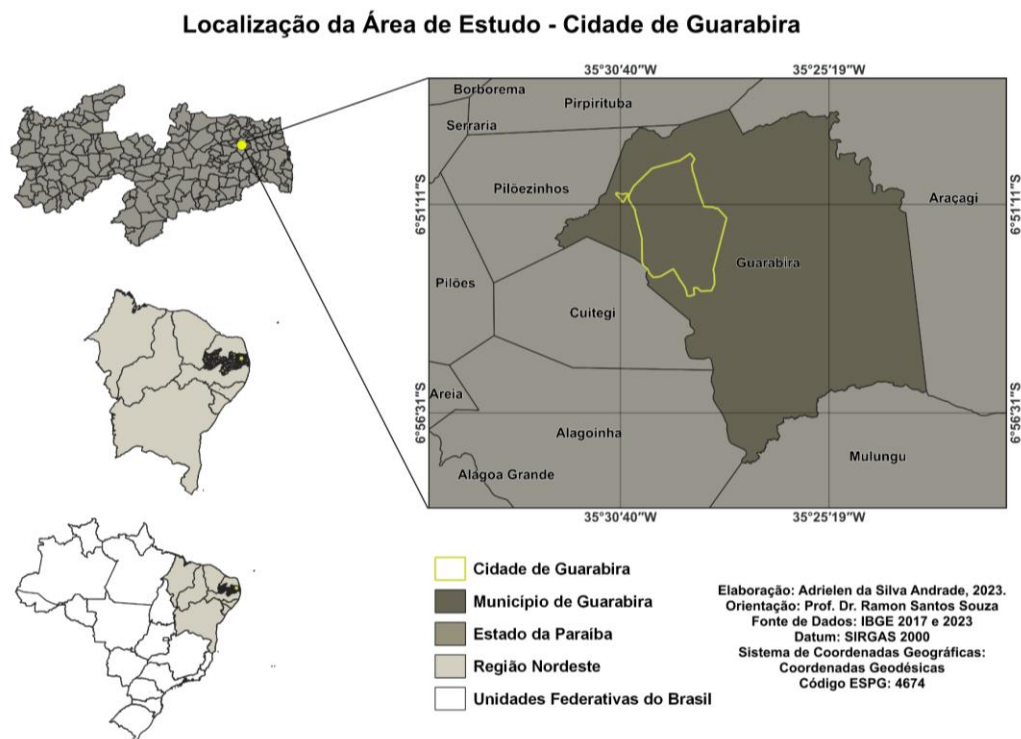 Localização da Área de Estudo - Cidade de Guarabira
35°30'40"W
35°25'19"W
Borborema
Pirpirituba
Serraria
Pilõezinhos
Araçagi
6°51'11"S
6°51'11"S
Guarabira
Pilões
Cuitegi
Areia
6°56'31"S
6°56'31"S
Alagoinha
Mulungu
Alagoa Grande
35°30'40"W
35°25'19"W
Cidade de Guarabira
Município de Guarabira
Estado da Paraíba
Região Nordeste
Unidades Federativas do Brasil
Elaboração: Adrielen da Silva Andrade, 2023.
Orientação: Prof. Dr. Ramon Santos Souza
Fonte de Dados: IBGE 2017 e 2023
Datum: SIRGAS 2000
Sistema de Coordenadas Geográficas:
Coordenadas Geodésicas
Código ESPG: 4674